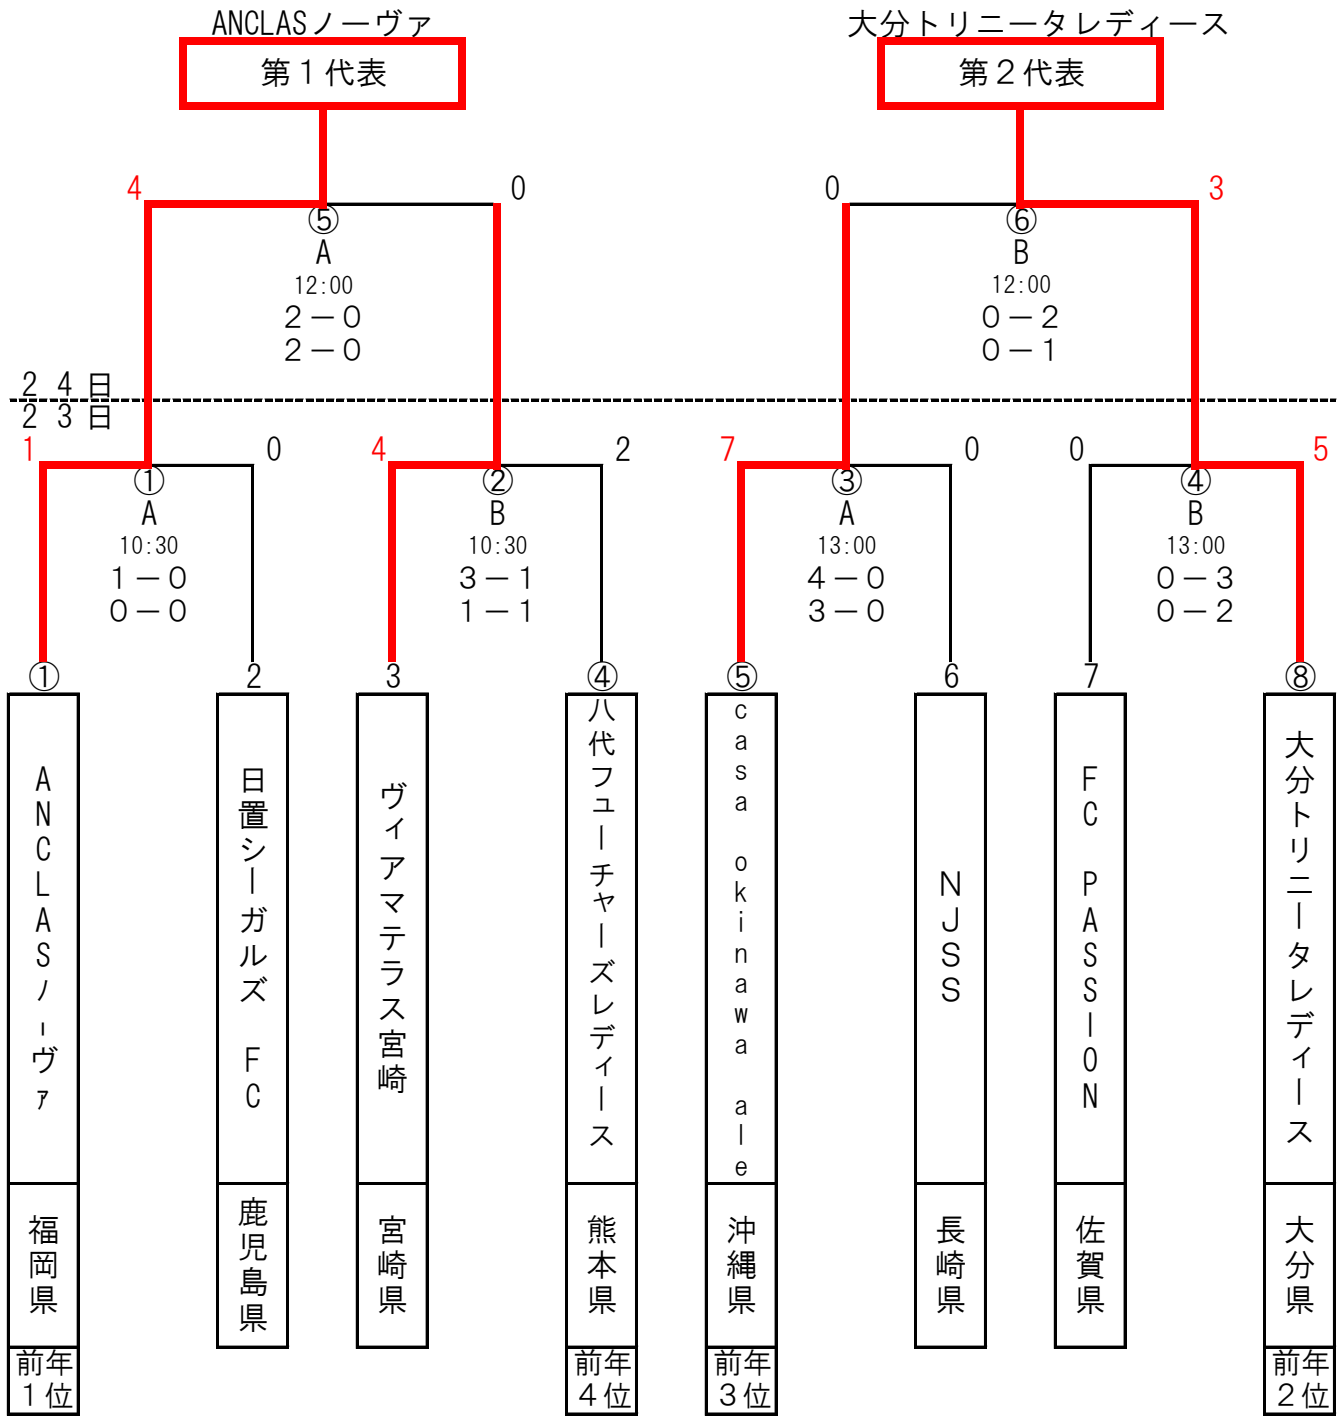 ANCLASノーヴァ
大分トリニータレディース
第１代表
第２代表
4
0
0
3
⑤
A
12:00
２－０
２－０
⑥
B
12:00
０－２
０－１
２４日
２３日
1
0
4
2
7
0
0
5
①
A
10:30
１－０
０－０
②
B
10:30
３－１
１－１
③
A
13:00
４－０
３－０
④
B
13:00
０－３
０－２
①
2
3
④
⑤
6
7
⑧
ANCLASノーヴァ
日置シーガルズ FC
ヴィアマテラス宮崎
八代フューチャーズレディース
casa okinawa ale
ＮＪＳＳ
FC PASSION
大分トリニータレディース
福岡県
鹿児島県
宮崎県
熊本県
沖縄県
長崎県
佐賀県
大分県
前年
１位
前年
４位
前年
３位
前年
２位